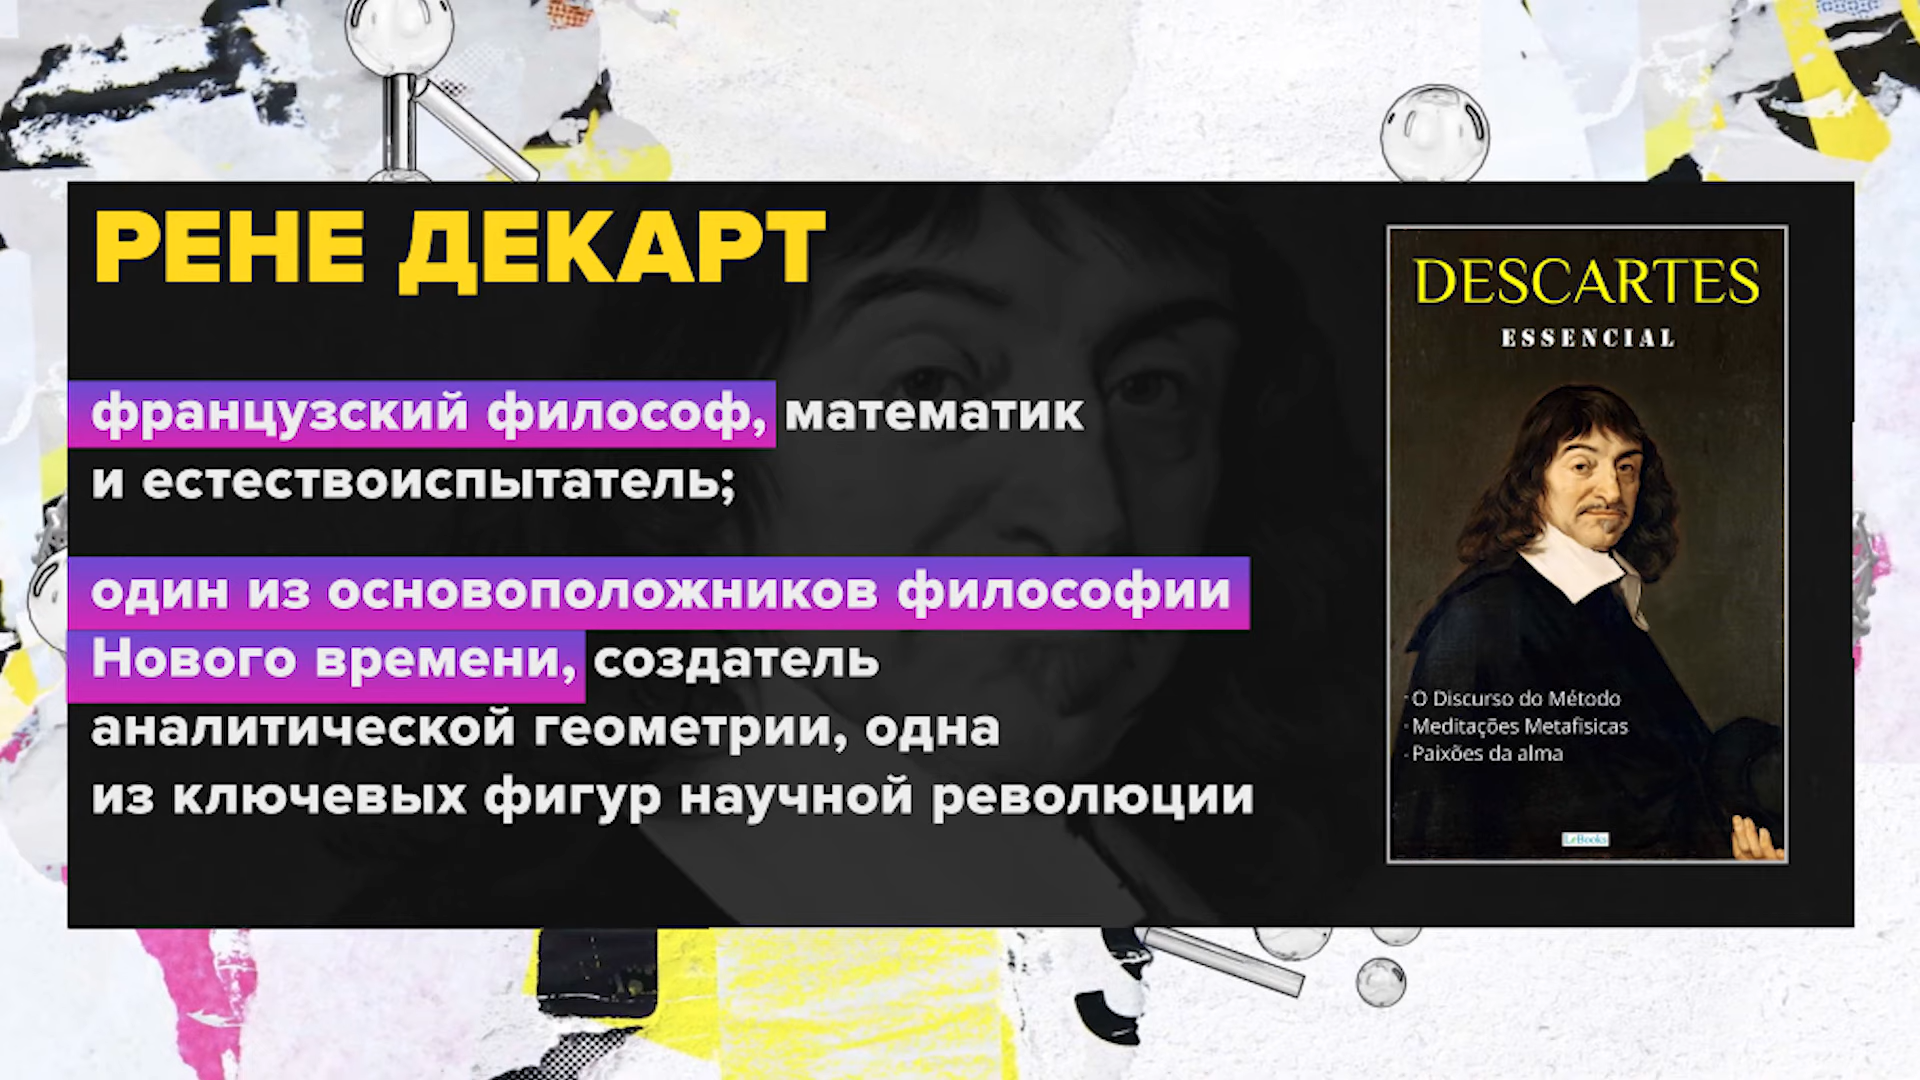 РЕНЕ ДЕКАРТ
французский философ, математик
и естествоиспытатель;
один из основоположников философии
Нового времени, создатель
аналитической геометрии, одна
из ключевых фигур научной революции
DESCARTES
ESSENCIAL
- O Discurso do Método
- Meditações Metafísicas
- Paixões da alma
LeBooks